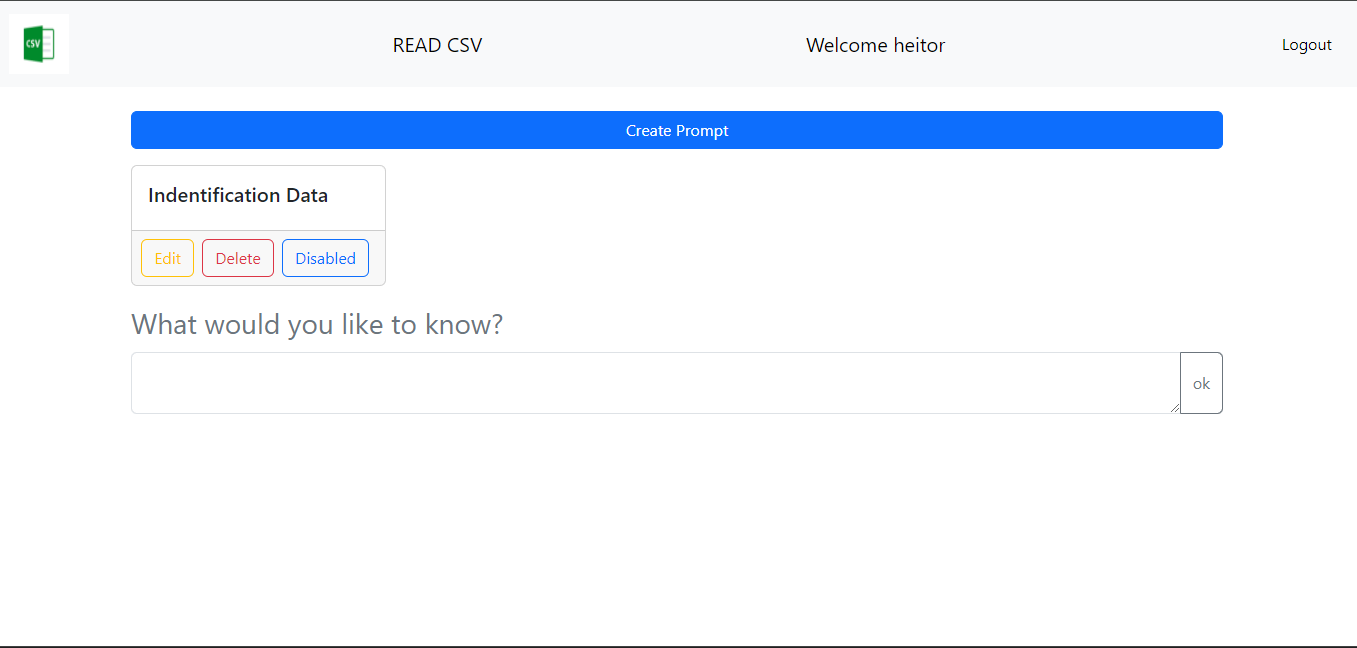 CSV READ CSV Welcome heitor Logout
Create Prompt
Indentification Data
Edit Delete Disabled
What would you like to know?
ok